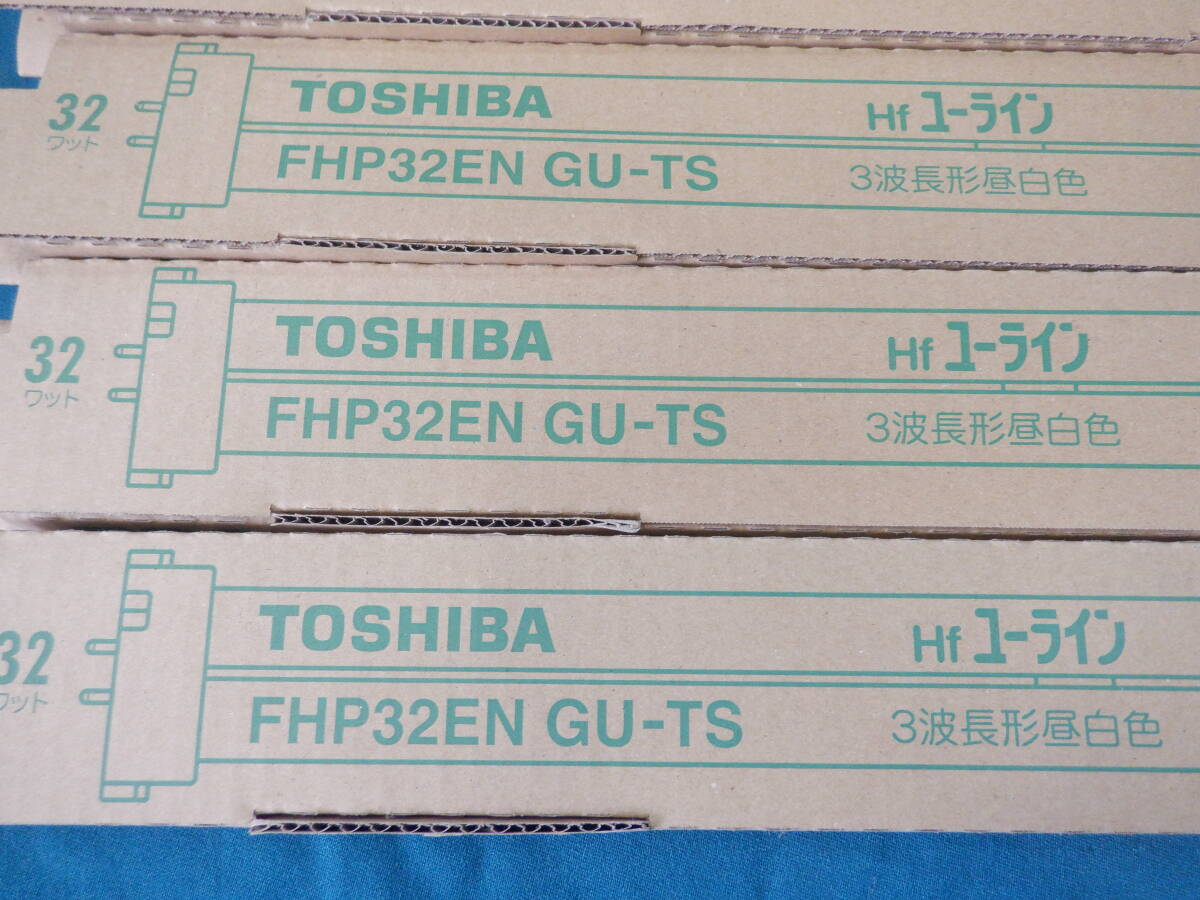 32
ワット
TOSHIBA
FHP32EN GU-TS
Hf ユーライン
3波長形昼白色
32
ワット
TOSHIBA
FHP32EN GU-TS
Hf ユーライン
3波長形昼白色
32
ワット
TOSHIBA
FHP32EN GU-TS
Hf ユーライン
3波長形昼白色